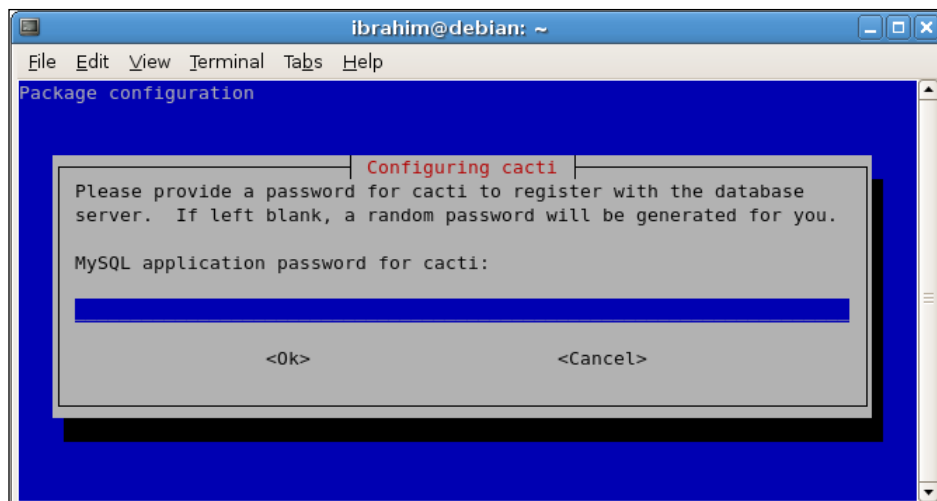 ibrahim@debian: ~
File Edit View Terminal Tabs Help
Package configuration
Configuring cacti
Please provide a password for cacti to register with the database
server.  If left blank, a random password will be generated for you.
MySQL application password for cacti:
<Ok> <Cancel>